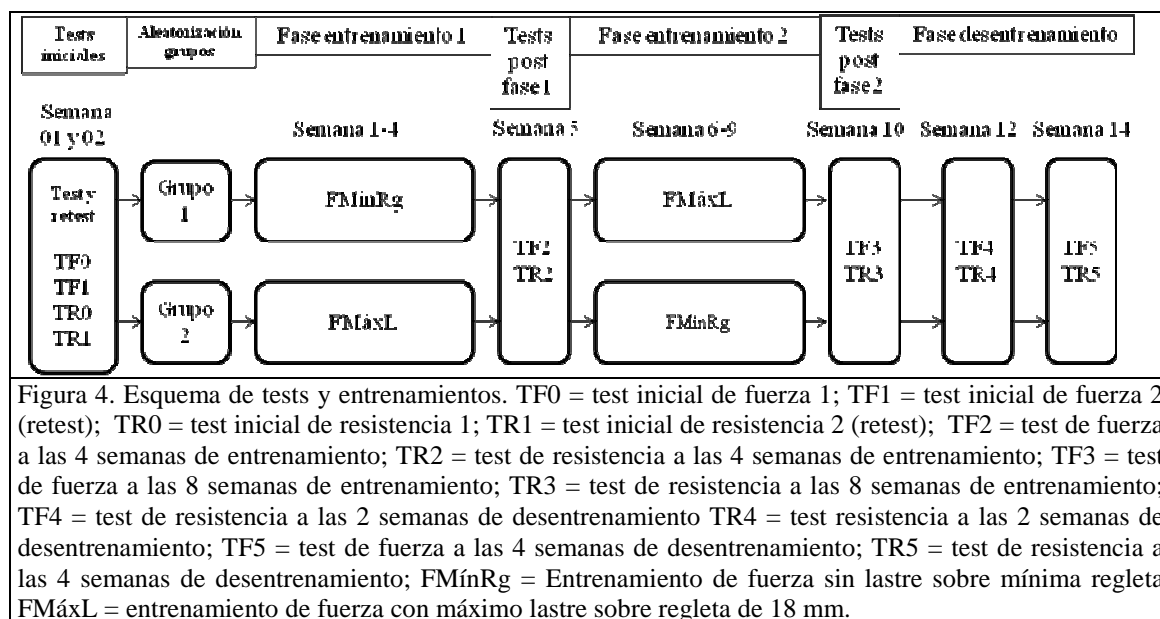 Tests iniciales
Aleatorización grupos
Fase entrenamiento 1
Tests post fase 1
Fase entrenamiento 2
Tests post fase 2
Fase desentrenamiento
Semana 01 y 02
Semana 1-4
Semana 5
Semana 6-9
Semana 10
Semana 12
Semana 14
Test y retest
TF0
TF1
TR0
TR1
Grupo 1
FMinRg
TF2
TR2
FMáxL
TF3
TR3
TF4
TR4
TF5
TR5
Grupo 2
FMáxL
FMinRg
Figura 4. Esquema de tests y entrenamientos. TF0 = test inicial de fuerza 1; TF1 = test inicial de fuerza 2
(retest); TR0 = test inicial de resistencia 1; TR1 = test inicial de resistencia 2 (retest); TF2 = test de fuerza
a las 4 semanas de entrenamiento; TR2 = test de resistencia a las 4 semanas de entrenamiento; TF3 = test
de fuerza a las 8 semanas de entrenamiento; TR3 = test de resistencia a las 8 semanas de entrenamiento;
TF4 = test de resistencia a las 2 semanas de desentrenamiento TR4 = test resistencia a las 2 semanas de
desentrenamiento; TF5 = test de fuerza a las 4 semanas de desentrenamiento; TR5 = test de resistencia a
las 4 semanas de desentrenamiento; FMínRg = Entrenamiento de fuerza sin lastre sobre mínima regleta
FMáxL = entrenamiento de fuerza con máximo lastre sobre regleta de 18 mm.